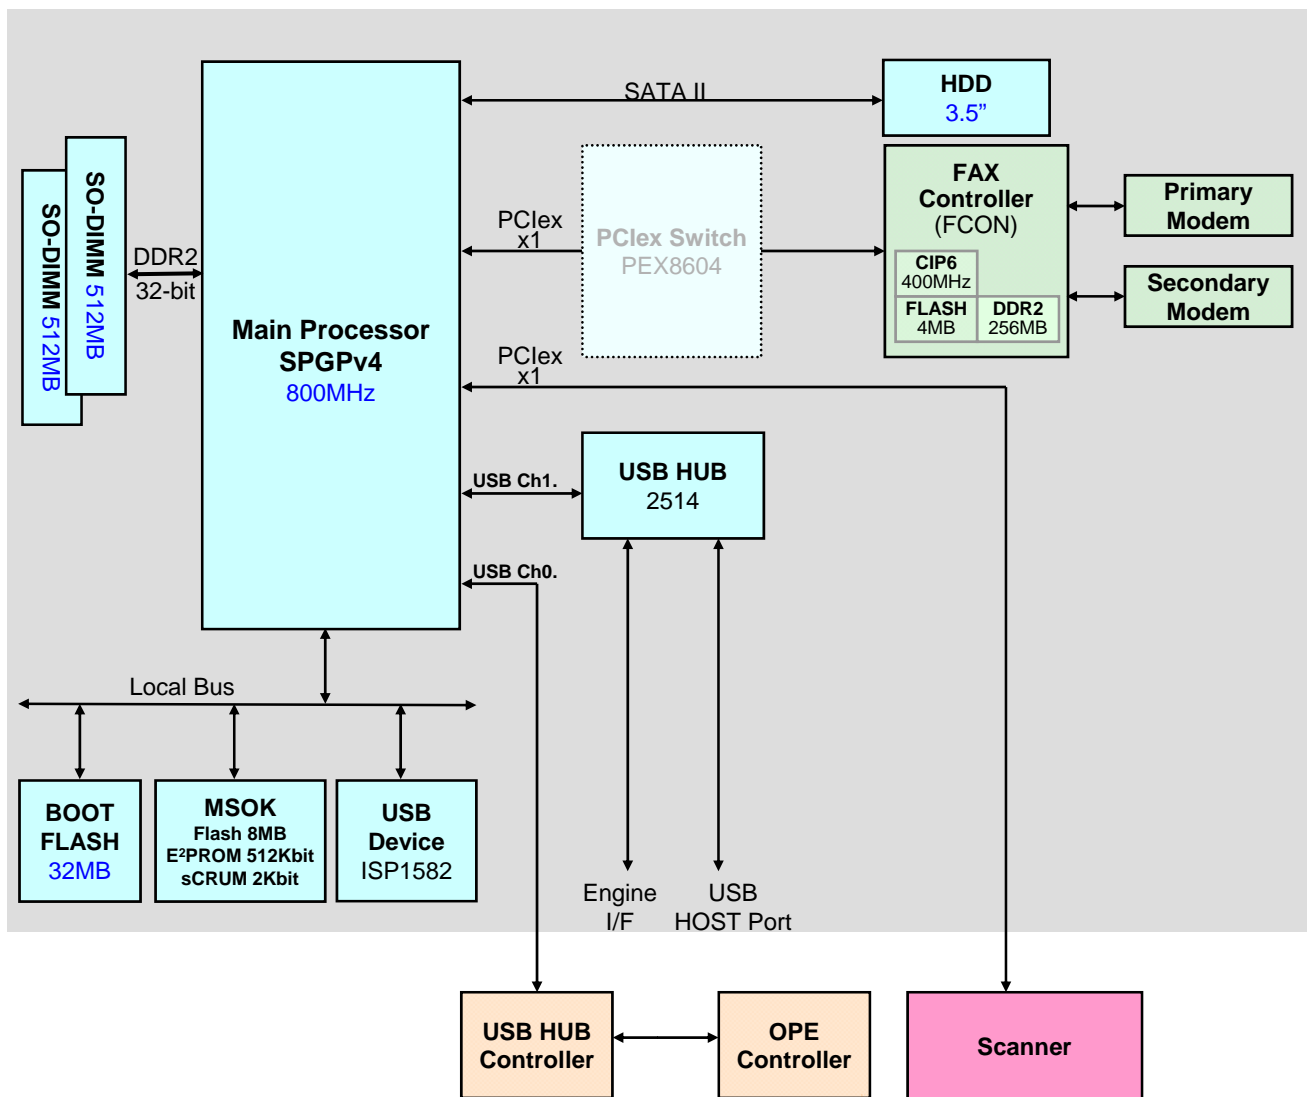 SATA II
HDD
3.5”
SO-DIMM 512MB
SO-DIMM 512MB
DDR2
32-bit
Main Processor
SPGPv4
800MHz
PCIex
x1
PCIex Switch
PEX8604
FAX
Controller
(FCON)
CIP6
400MHz
FLASH
4MB
DDR2
256MB
Primary
Modem
Secondary
Modem
PCIex
x1
USB Ch1.
USB HUB
2514
USB Ch0.
Local Bus
BOOT
FLASH
32MB
MSOK
Flash 8MB
E²PROM 512Kbit
sCRUM 2Kbit
USB
Device
ISP1582
Engine
I/F
USB
HOST Port
USB HUB
Controller
OPE
Controller
Scanner